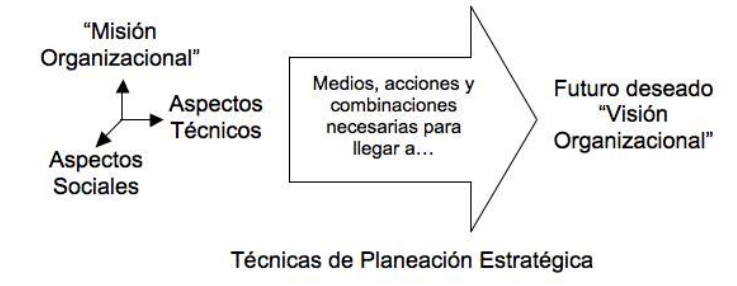 “Misión
Organizacional”
Aspectos
Técnicos
Aspectos
Sociales
Medios, acciones y
combinaciones
necesarias para
llegar a…
Futuro deseado
“Visión
Organizacional”
Técnicas de Planeación Estratégica